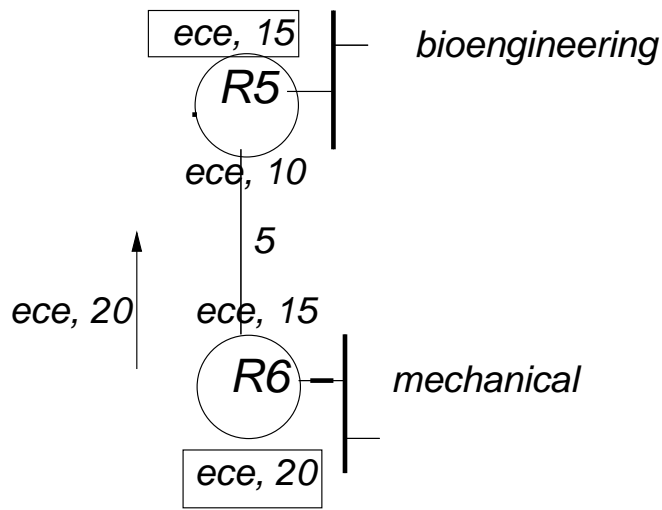 ece, 15
bioengineering
R5
ece, 10
5
ece, 20
ece, 15
R6
mechanical
ece, 20